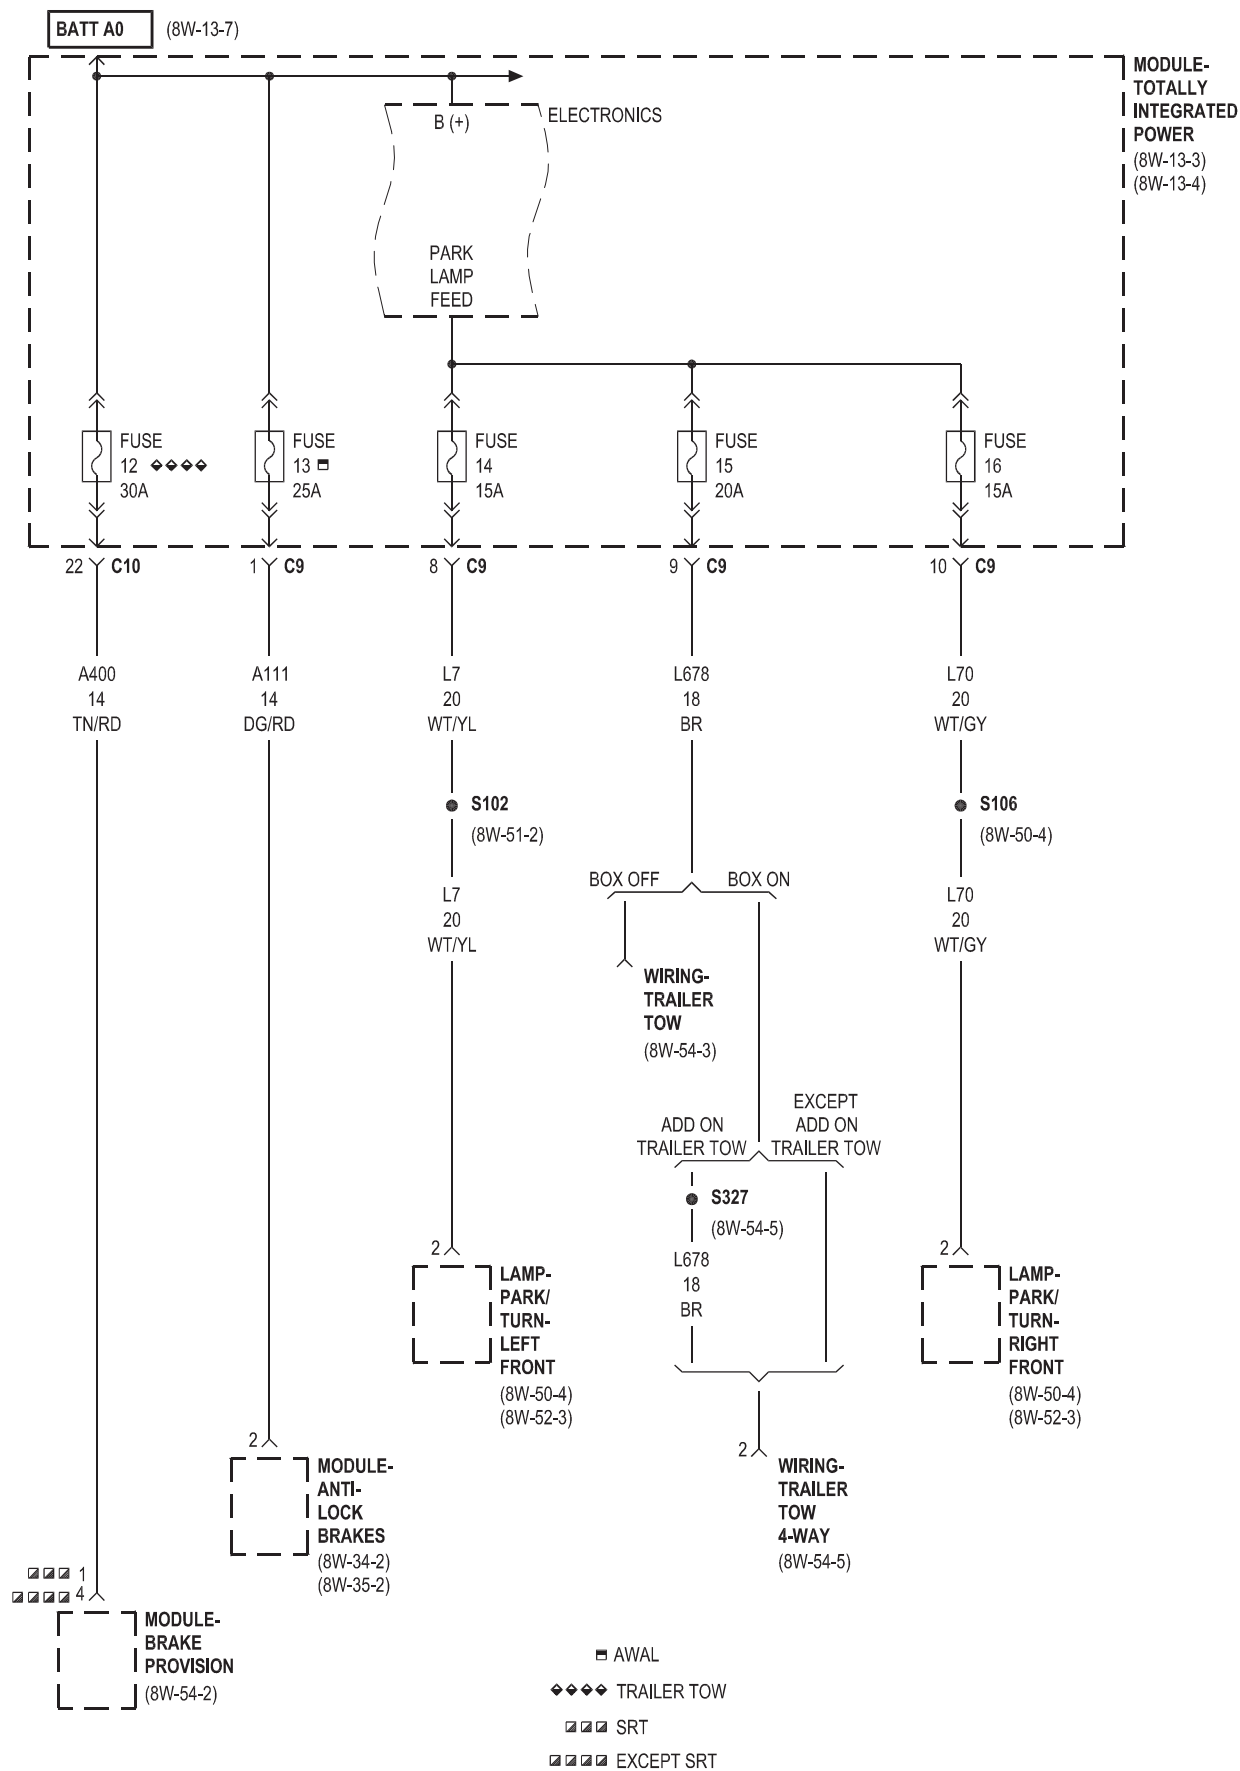 BATT A0 (8W-13-7)
MODULE-
TOTALLY
INTEGRATED
POWER
(8W-13-3)
(8W-13-4)
B (+)
ELECTRONICS
PARK
LAMP
FEED
FUSE
12
30A
FUSE
13
25A
FUSE
14
15A
FUSE
15
20A
FUSE
16
15A
22 C10
1 C9
8 C9
9 C9
10 C9
A400
14
TN/RD
A111
14
DG/RD
L7
20
WT/YL
L678
18
BR
L70
20
WT/GY
S102
(8W-51-2)
S106
(8W-50-4)
L7
20
WT/YL
BOX OFF
BOX ON
L70
20
WT/GY
WIRING-
TRAILER
TOW
(8W-54-3)
ADD ON
TRAILER TOW
EXCEPT
ADD ON
TRAILER TOW
S327
(8W-54-5)
L678
18
BR
2
LAMP-
PARK/
TURN-
LEFT
FRONT
(8W-50-4)
(8W-52-3)
2
LAMP-
PARK/
TURN-
RIGHT
FRONT
(8W-50-4)
(8W-52-3)
2
MODULE-
ANTI-
LOCK
BRAKES
(8W-34-2)
(8W-35-2)
2
WIRING-
TRAILER
TOW
4-WAY
(8W-54-5)
1
4
MODULE-
BRAKE
PROVISION
(8W-54-2)
AWAL
TRAILER TOW
SRT
EXCEPT SRT